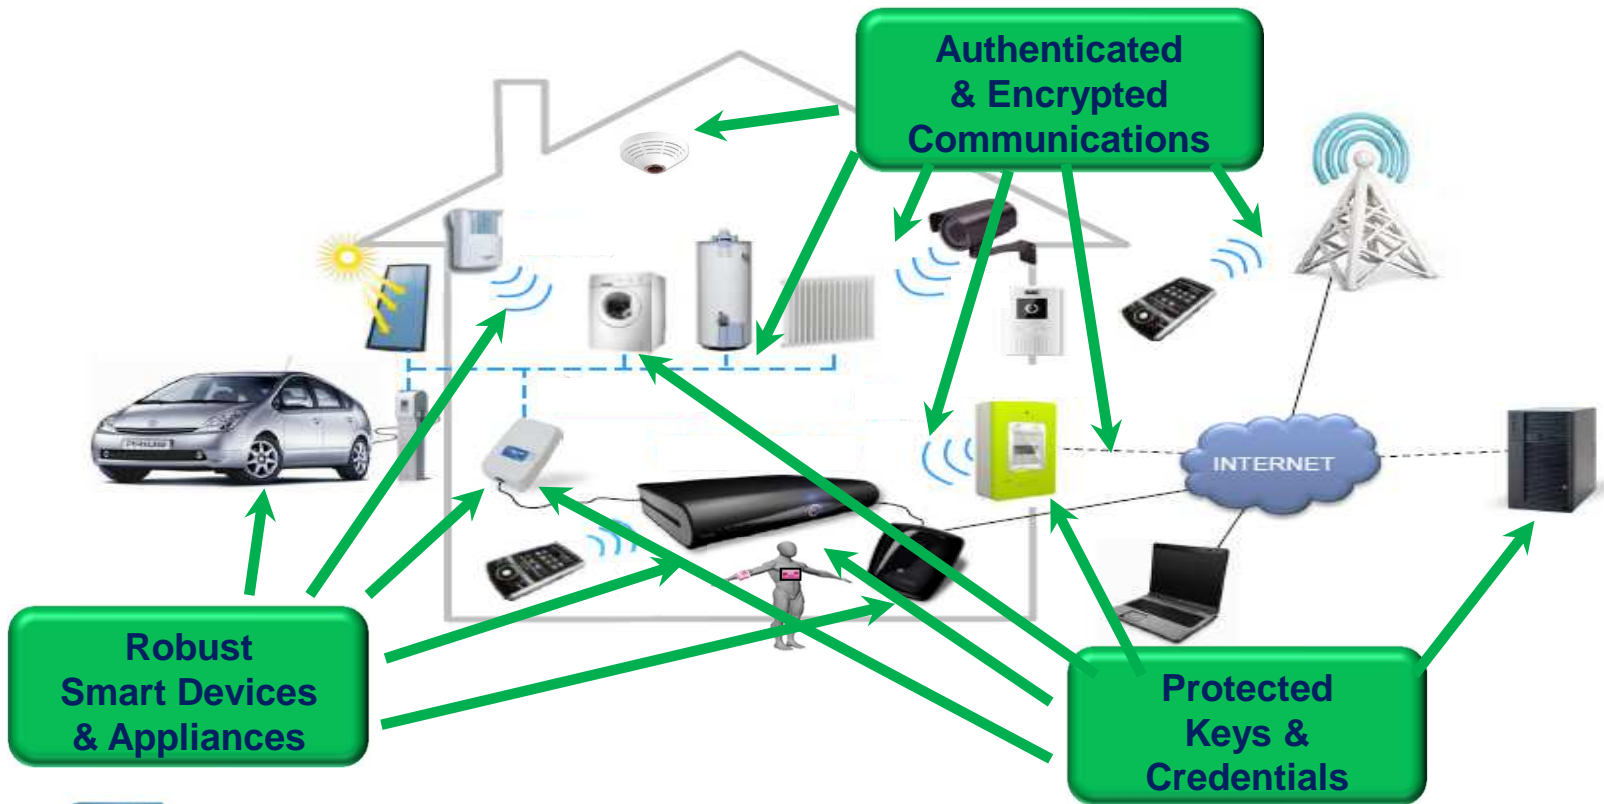 Authenticated
& Encrypted
Communications
INTERNET
Robust
Smart Devices
& Appliances
Protected
Keys &
Credentials